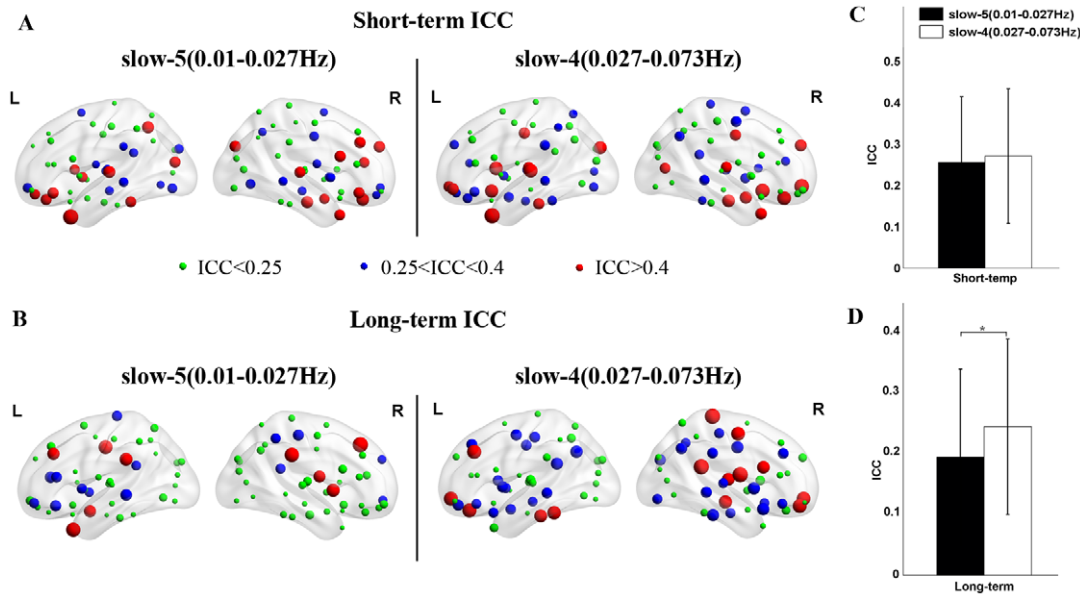 A
Short-term ICC
slow-5(0.01-0.027Hz)
slow-4(0.027-0.073Hz)
L
R
L
R
ICC<0.25
0.25<ICC<0.4
ICC>0.4
B
Long-term ICC
slow-5(0.01-0.027Hz)
slow-4(0.027-0.073Hz)
L
R
L
R
C
slow-5(0.01-0.027Hz)
slow-4(0.027-0.073Hz)
0.5
0.4
0.3
0.2
0.1
0
ICC
Short-temp
D
*
0.4
0.3
0.2
0.1
0
ICC
Long-term